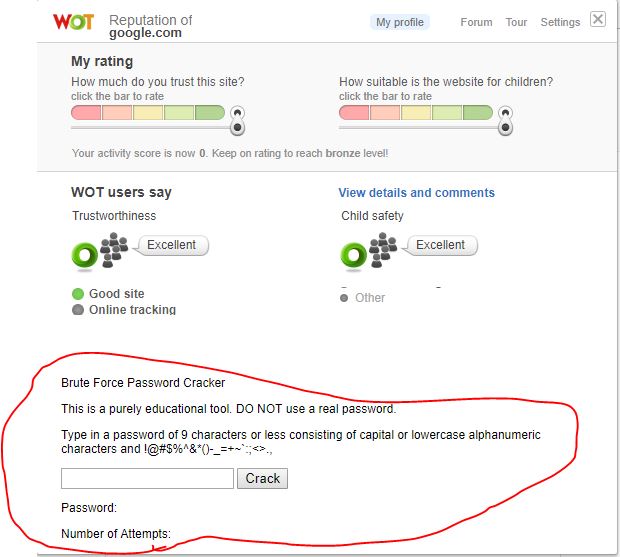 WOT Reputation of
google.com
My profile Forum Tour Settings
My rating
How much do you trust this site?
click the bar to rate
How suitable is the website for children?
click the bar to rate
Your activity score is now 0. Keep on rating to reach bronze level!
WOT users say
View details and comments
Trustworthiness
Excellent
Good site
Online tracking
Child safety
Excellent
Other
Brute Force Password Cracker
This is a purely educational tool. DO NOT use a real password.
Type in a password of 9 characters or less consisting of capital or lowercase alphanumeric
characters and !@#$%^&*()-_=+~`:;<>.,
Crack
Password:
Number of Attempts: